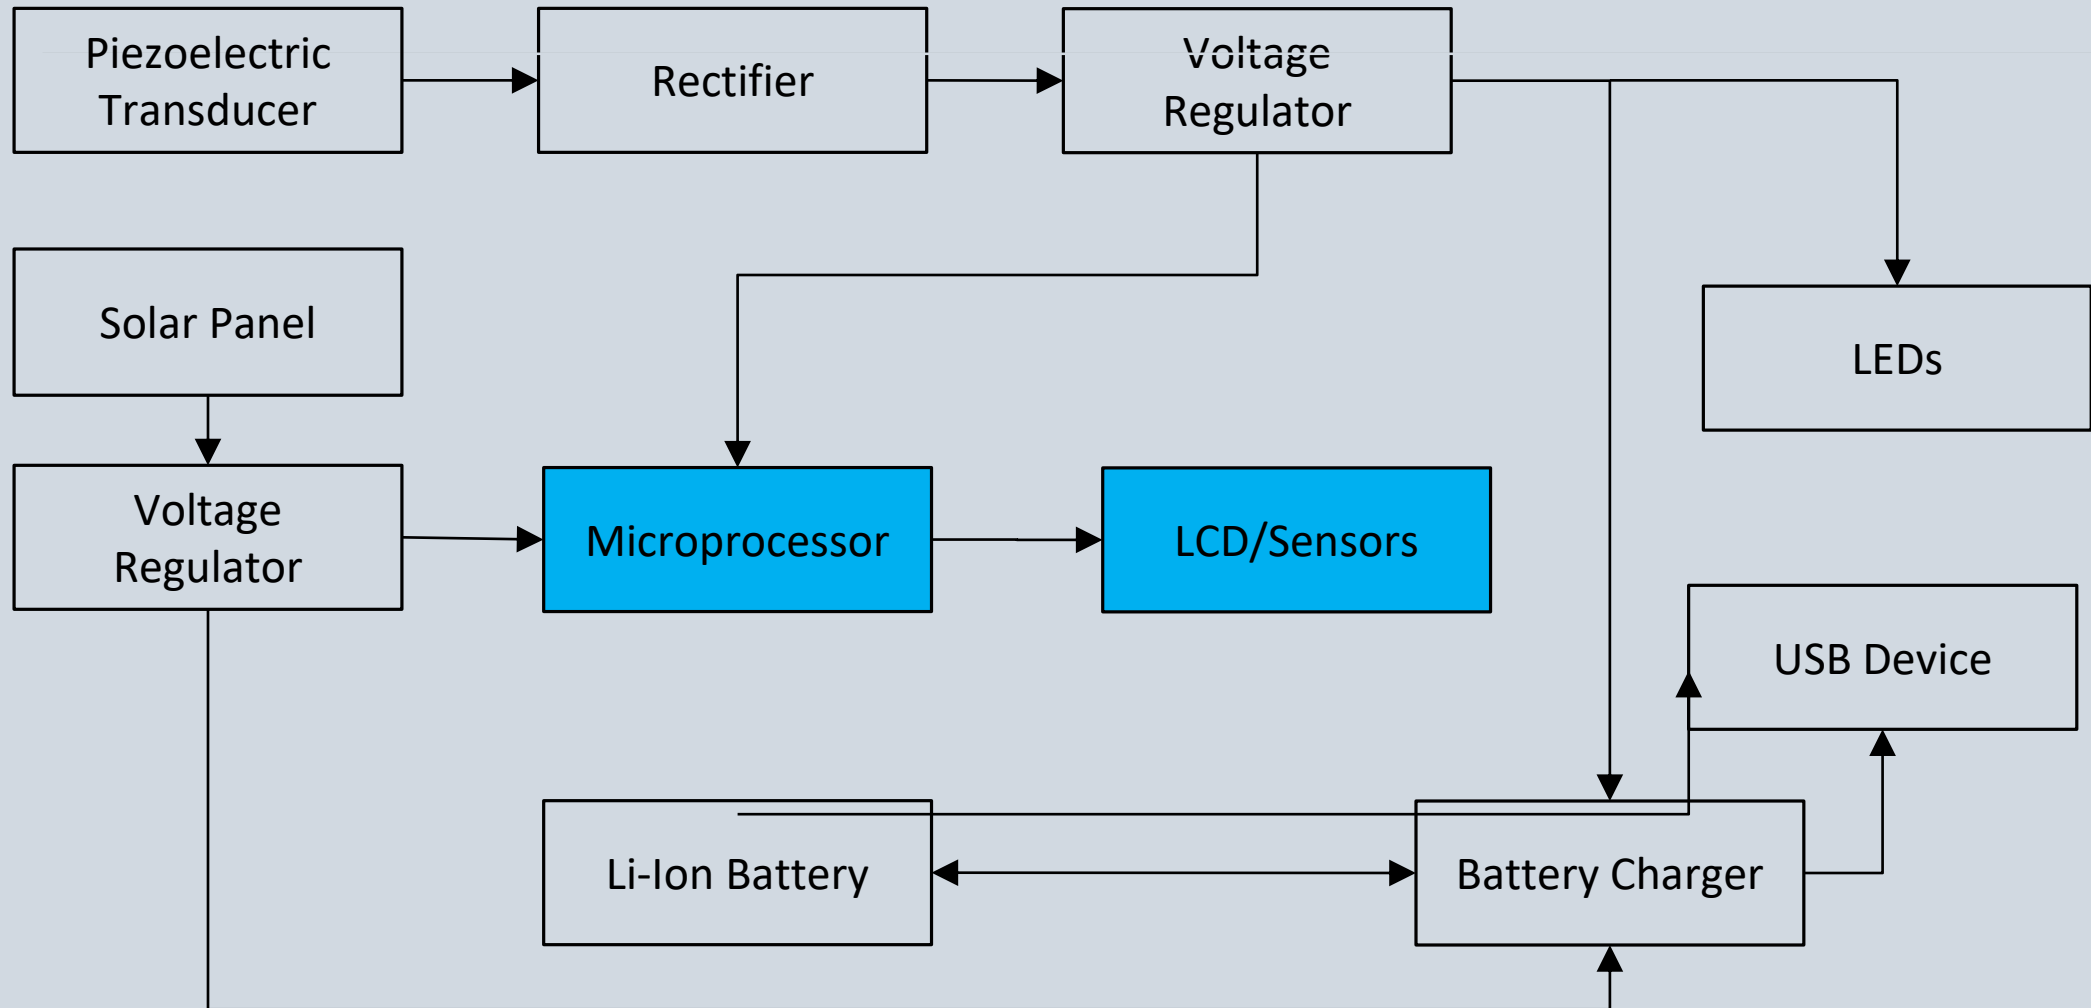 Piezoelectric
Transducer
Rectifier
Voltage
Regulator
Solar Panel
LEDs
Voltage
Regulator
Microprocessor
LCD/Sensors
USB Device
Li-Ion Battery
Battery Charger